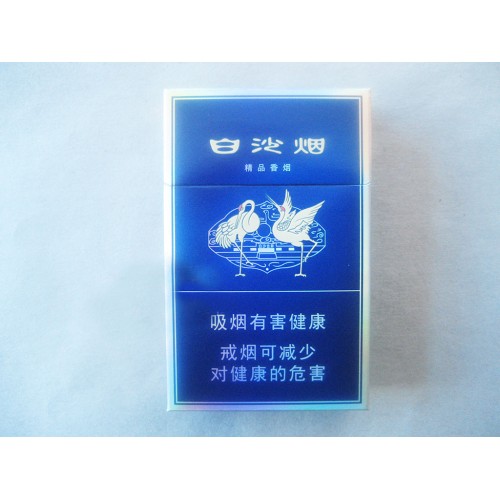 白沙烟
精品香烟
吸烟有害健康
戒烟可减少
对健康的危害